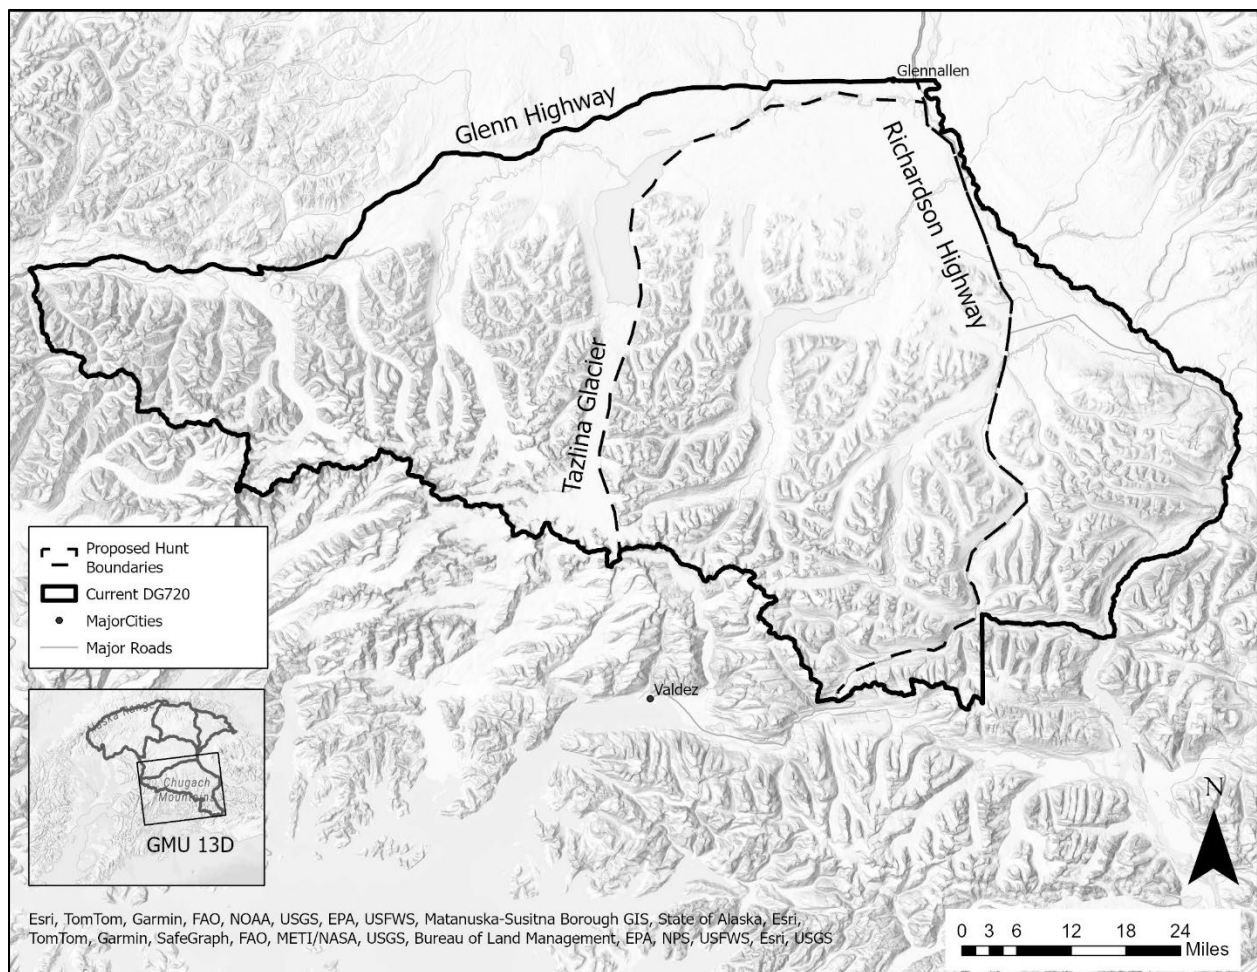 Glennallen
Glenn Highway
Richardson Highway
Tazlina Glacier
Proposed Hunt
Boundaries
Current DG720
MajorCities
Major Roads
Valdez
Chugach
Mountains
GMU 13D
N
Esri, TomTom, Garmin, FAO, NOAA, USGS, EPA, USFWS, Matanuska-Susitna Borough GIS, State of Alaska, Esri,
TomTom, Garmin, SafeGraph, FAO, METI/NASA, USGS, Bureau of Land Management, EPA, NPS, USFWS, Esri, USGS
0 3 6 12 18 24
Miles